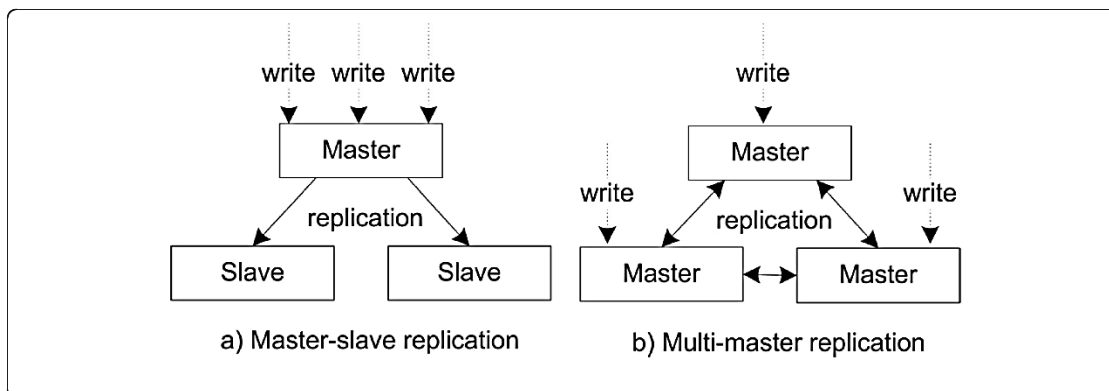 write write write
Master
replication
Slave Slave
a) Master-slave replication
write
Master
write write
replication
Master Master
b) Multi-master replication